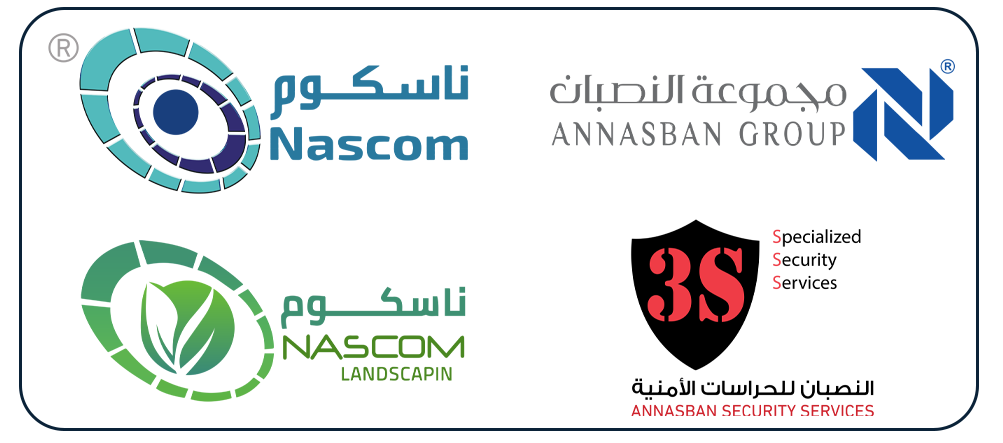 ®
ناسكوم
Nascom
مجموعة النصبان
ANNASBAN GROUP
®
ناسكوم
NASCOM
LANDSCAPIN
3S
Specialized
Security
Services
النصبان للحراسات الأمنية
ANNASBAN SECURITY SERVICES